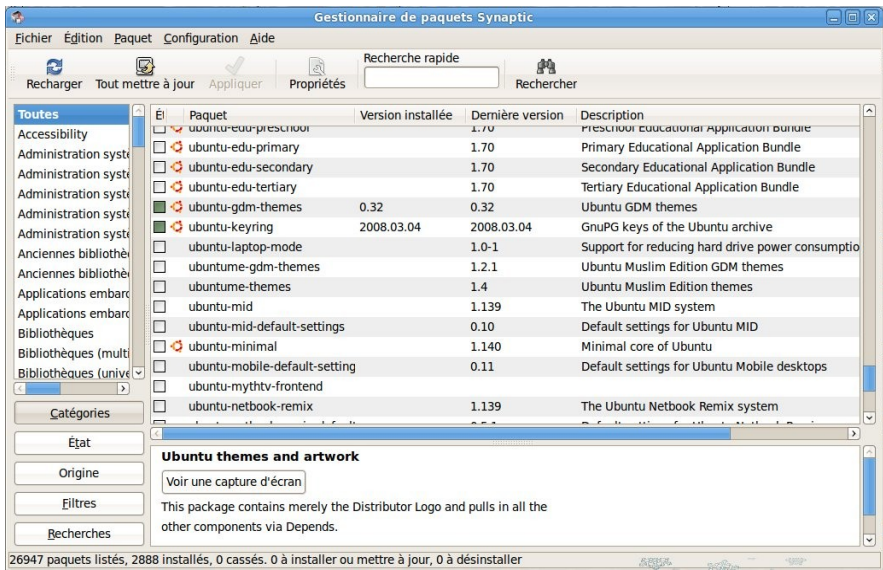 Gestionnaire de paquets Synaptic
Fichier Édition Paquet Configuration Aide
Recharger Tout mettre à jour Appliquer Propriétés Recherche rapide Rechercher
Toutes
Accessibility
Administration systè
Administration systè
Administration systè
Administration systè
Administration systè
Anciennes bibliothè
Anciennes bibliothè
Applications embarq
Applications embarq
Bibliothèques
Bibliothèques (multi
Bibliothèques (unive
Catégories
État
Origine
Filtres
Recherches
Paquet Version installée Dernière version Description
ubuntu-edu-preschool 1.70 Preschool Educational Application Bundle
ubuntu-edu-primary 1.70 Primary Educational Application Bundle
ubuntu-edu-secondary 1.70 Secondary Educational Application Bundle
ubuntu-edu-tertiary 1.70 Tertiary Educational Application Bundle
ubuntu-gdm-themes 0.32 0.32 Ubuntu GDM themes
ubuntu-keyring 2008.03.04 2008.03.04 GnuPG keys of the Ubuntu archive
ubuntu-laptop-mode 1.0-1 Support for reducing hard drive power consumptio
ubuntume-gdm-themes 1.2.1 Ubuntu Muslim Edition GDM themes
ubuntume-themes 1.4 Ubuntu Muslim Edition themes
ubuntu-mid 1.139 The Ubuntu MID system
ubuntu-mid-default-settings 0.10 Default settings for Ubuntu MID
ubuntu-minimal 1.140 Minimal core of Ubuntu
ubuntu-mobile-default-setting 0.11 Default settings for Ubuntu Mobile desktops
ubuntu-mythtv-frontend
ubuntu-netbook-remix 1.139 The Ubuntu Netbook Remix system
Ubuntu themes and artwork
Voir une capture d'écran
This package contains merely the Distributor Logo and pulls in all the
other components via Depends.
26947 paquets listés, 2888 installés, 0 cassés. 0 à installer ou mettre à jour, 0 à désinstaller